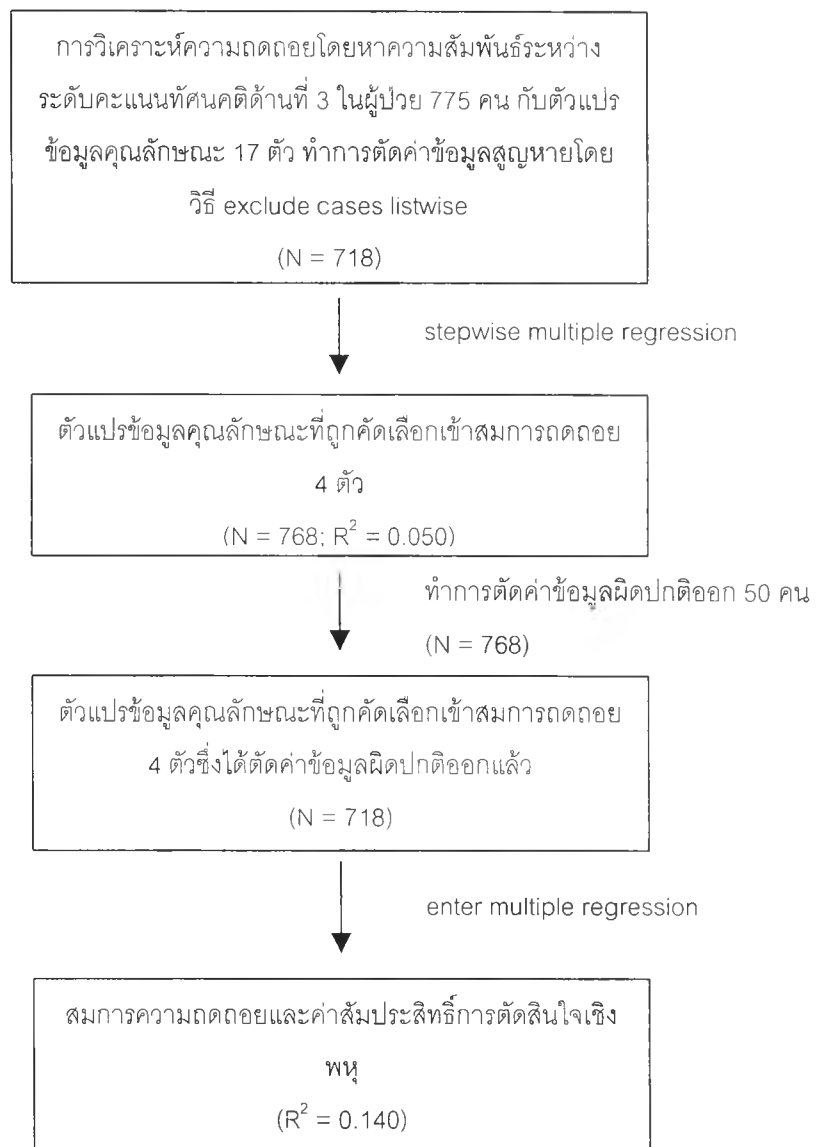 การวิเคราะห์ความถดถอยโดยหาความสัมพันธ์ระหว่าง
ระดับคะแนนทัศนคติด้านที่ 3 ในผู้ป่วย 775 คน กับตัวแปร
ข้อมูลคุณลักษณะ 17 ตัว ทำการตัดค่าข้อมูลสูญหายโดย
วิธี exclude cases listwise
(N = 718)
stepwise multiple regression
ตัวแปรข้อมูลคุณลักษณะที่ถูกคัดเลือกเข้าสมการถดถอย
4 ตัว
(N = 768; R² = 0.050)
ทำการตัดค่าข้อมูลผิดปกติออก 50 คน
(N = 768)
ตัวแปรข้อมูลคุณลักษณะที่ถูกคัดเลือกเข้าสมการถดถอย
4 ตัวซึ่งได้ตัดค่าข้อมูลผิดปกติออกแล้ว
(N = 718)
enter multiple regression
สมการความถดถอยและค่าสัมประสิทธิ์การตัดสินใจเชิง
พหุ
(R² = 0.140)